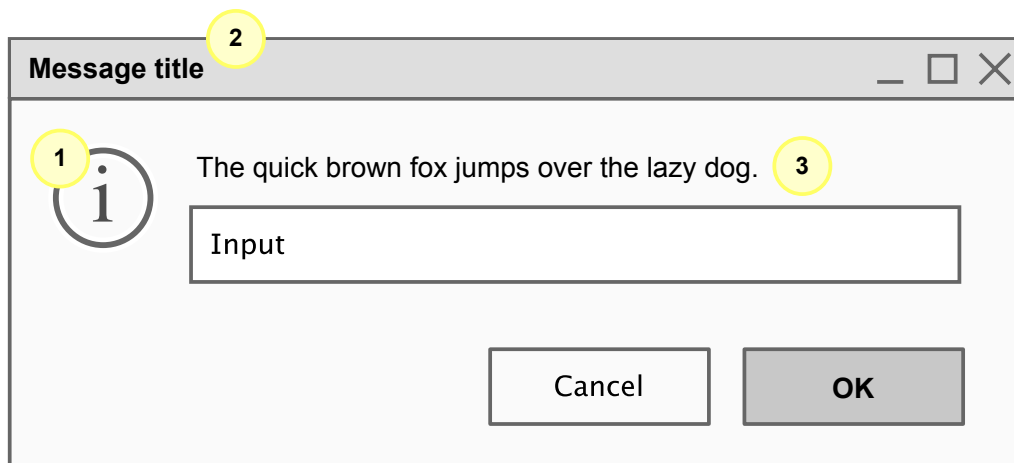 2
Message title
1
i
The quick brown fox jumps over the lazy dog.
3
Input
Cancel
OK